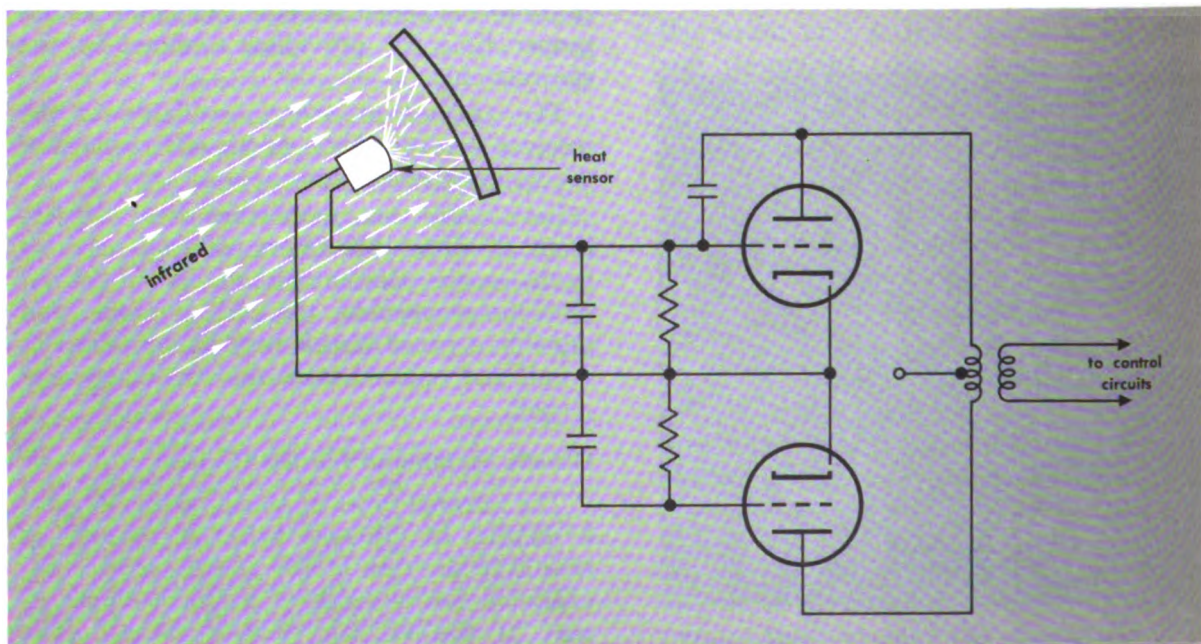 heat
sensor
infrared
to control
circuits